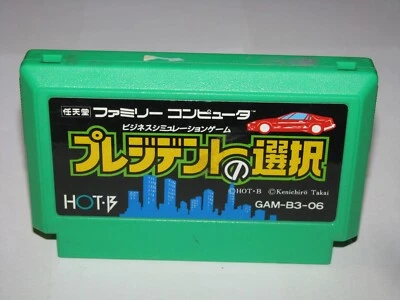 任天堂 ファミリー コンピュータ™
ビジネスシミュレーションゲーム
プレジデントの選択
©HOT・B ©Kenichiro Takai
HOT・B
GAM-B3-06